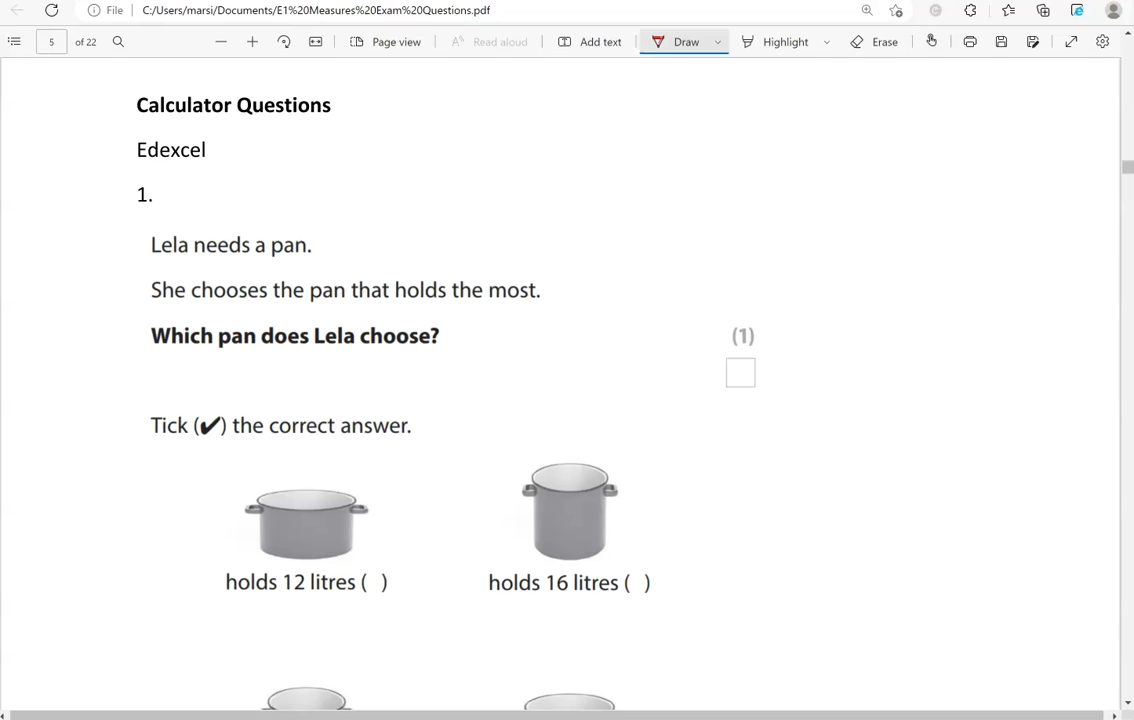 File
C:/Users/marsi/Documents/E1%20Measures%20Exam%20Questions.pdf
5 of 22
Page view
Read aloud
Add text
Draw
Highlight
Erase
Calculator Questions
Edexcel
1.
Lela needs a pan.
She chooses the pan that holds the most.
Which pan does Lela choose? (1)
Tick (✔) the correct answer.
holds 12 litres ( )
holds 16 litres ( )